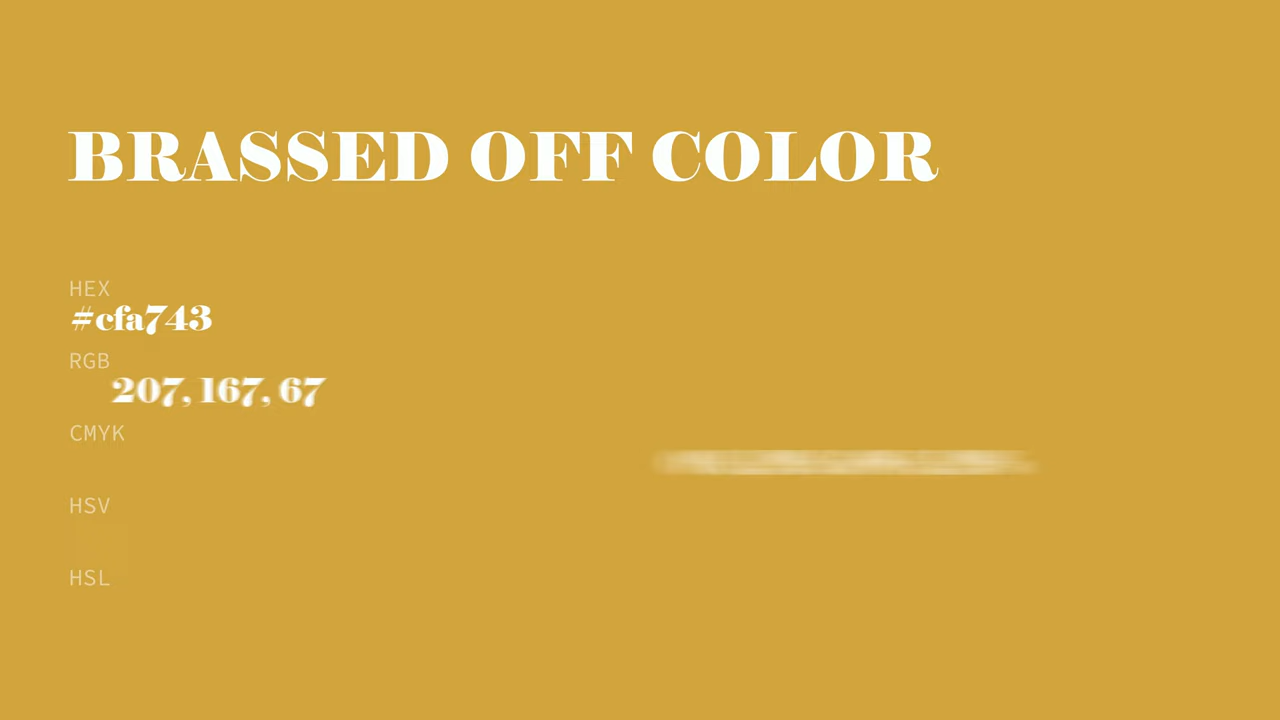 BRASSED OFF COLOR
HEX
#cfa743
RGB
207, 167, 67
CMYK
HSV
HSL